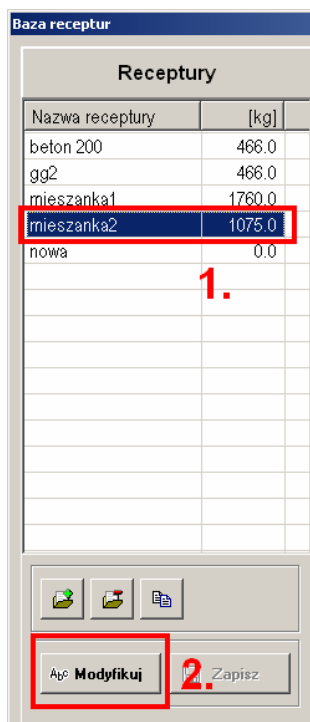 Baza receptur
Receptury
Nazwa receptury [kg]
beton 200 466.0
gg2 466.0
mieszanka1 1760.0
mieszanka2 1075.0
nowa 0.0
1.
Abc Modyfikuj 2. Zapisz